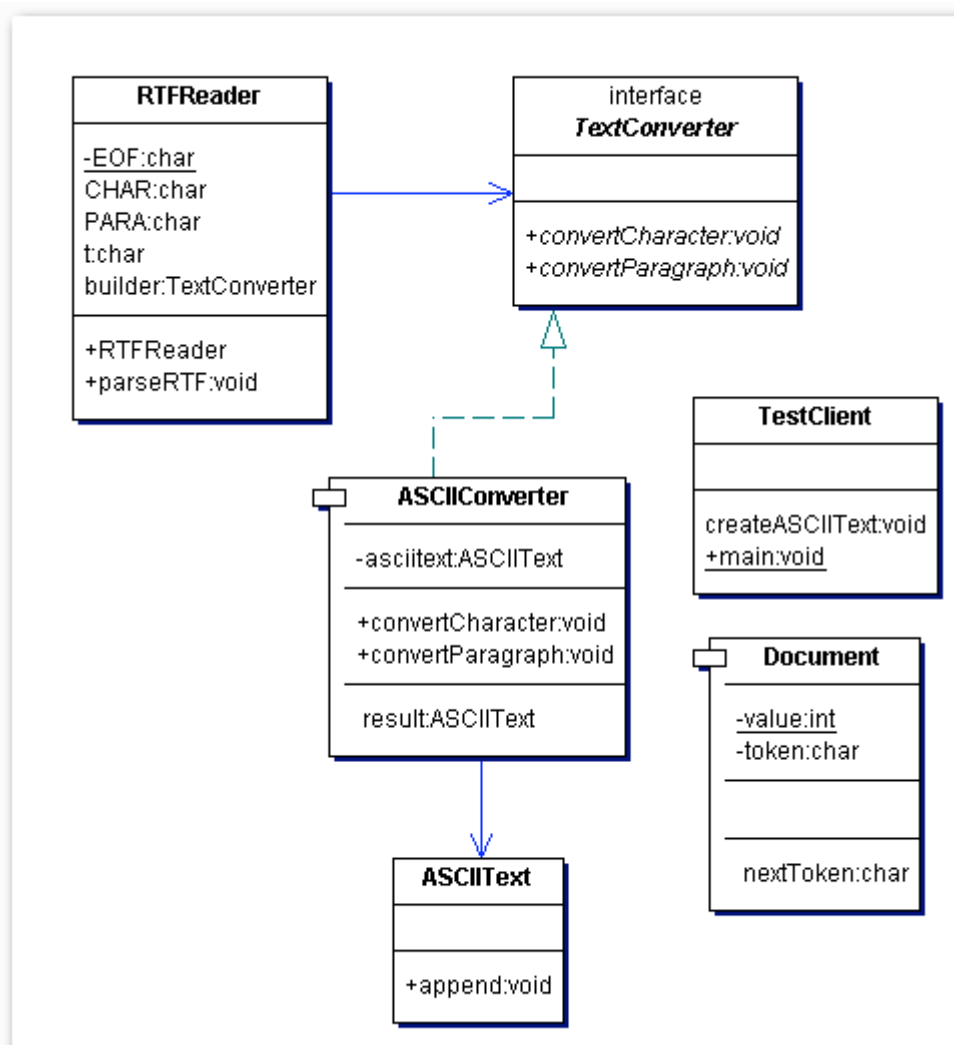 RTFReader
-EOF:char
CHAR:char
PARA:char
t:char
builder:TextConverter
+RTFReader
+parseRTF:void
interface
TextConverter
+convertCharacter:void
+convertParagraph:void
ASCIIConverter
-asciitext:ASCIIText
+convertCharacter:void
+convertParagraph:void
result:ASCIIText
TestClient
createASCIIText:void
+main:void
Document
-value:int
-token:char
nextToken:char
ASCIIText
+append:void